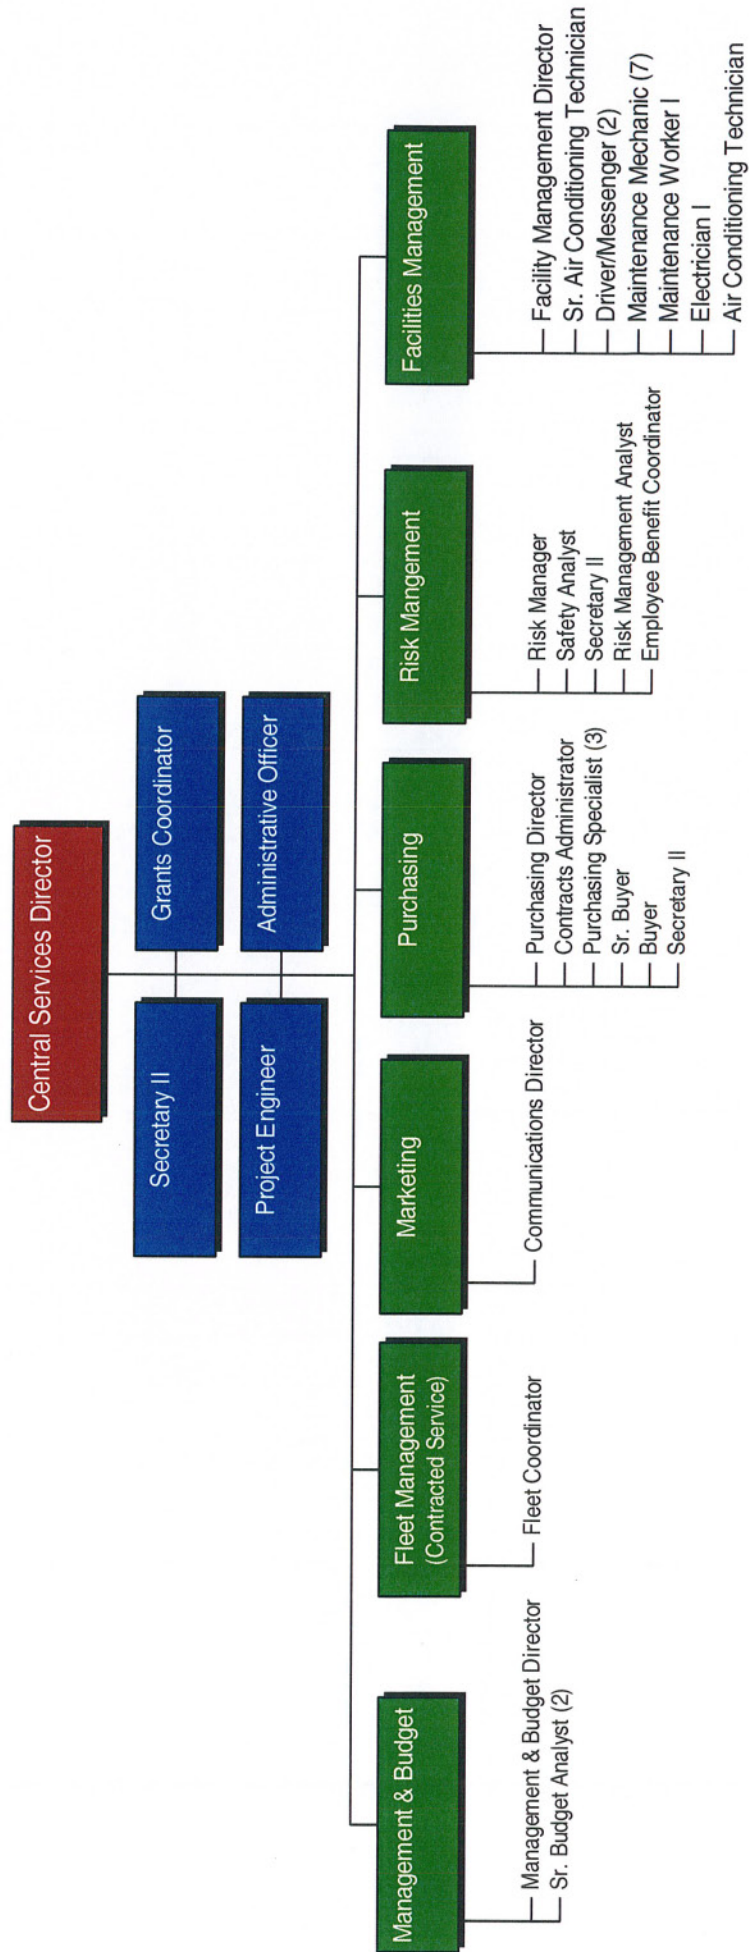 Central Services Director
Secretary II
Grants Coordinator
Project Engineer
Administrative Officer
Management & Budget
Management & Budget Director
Sr. Budget Analyst (2)
Fleet Management
(Contracted Service)
Fleet Coordinator
Marketing
Communications Director
Purchasing
Purchasing Director
Contracts Administrator
Purchasing Specialist (3)
Sr. Buyer
Buyer
Secretary II
Risk Mangement
Risk Manager
Safety Analyst
Secretary II
Risk Management Analyst
Employee Benefit Coordinator
Facilities Management
Facility Management Director
Sr. Air Conditioning Technician
Driver/Messenger (2)
Maintenance Mechanic (7)
Maintenance Worker I
Electrician I
Air Conditioning Technician